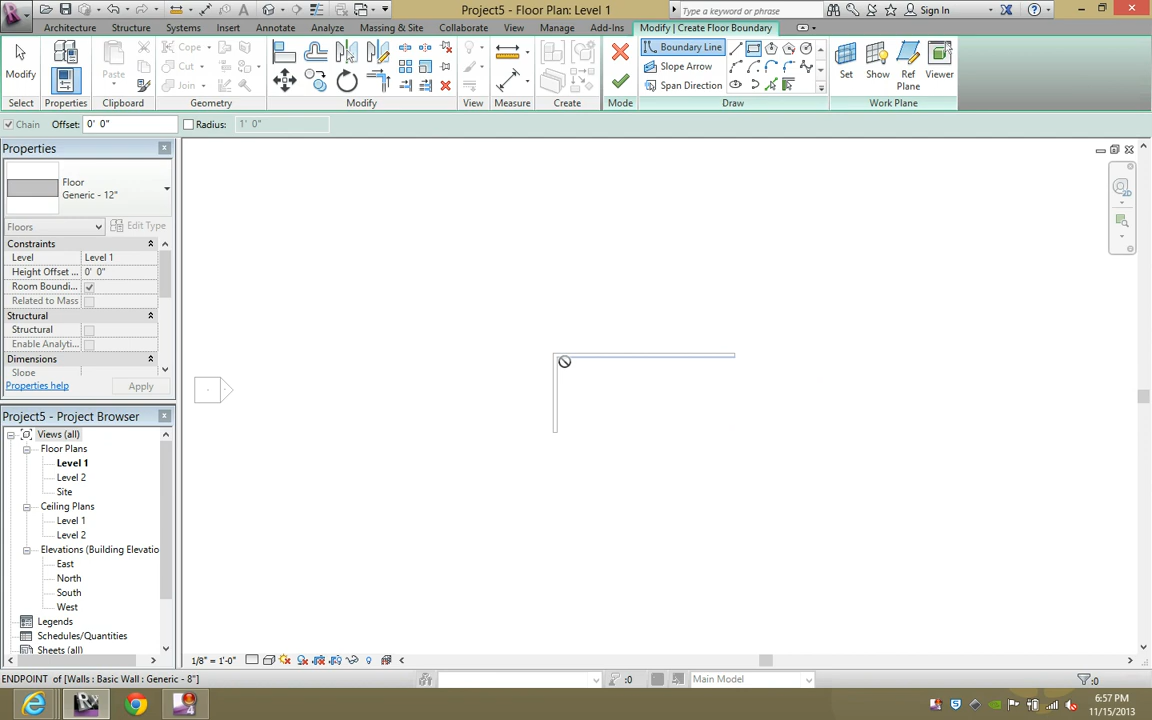 Project5 - Floor Plan: Level 1
Type a keyword or phrase
Sign In
Architecture Structure Systems Insert Annotate Analyze Massing & Site Collaborate View Manage Add-Ins Modify | Create Floor Boundary
Modify
Paste
Cope
Cut
Join
Boundary Line
Slope Arrow
Span Direction
Set Show Ref Plane Viewer
Select Properties Clipboard Geometry Modify View Measure Create Mode Draw Work Plane
Chain Offset: 0' 0" Radius: 1' 0"
Properties
Floor
Generic - 12"
Floors Edit Type
Constraints
Level Level 1
Height Offset ... 0' 0"
Room Boundi...
Related to Mass
Structural
Structural
Enable Analyti...
Dimensions
Slope
Properties help Apply
Project5 - Project Browser
Views (all)
Floor Plans
Level 1
Level 2
Site
Ceiling Plans
Level 1
Level 2
Elevations (Building Elevatio
East
North
South
West
Legends
Schedules/Quantities
Sheets (all)
1/8" = 1'-0"
ENDPOINT of [Walls : Basic Wall : Generic - 8"]
:0
Main Model
:0
6:57 PM
11/15/2013